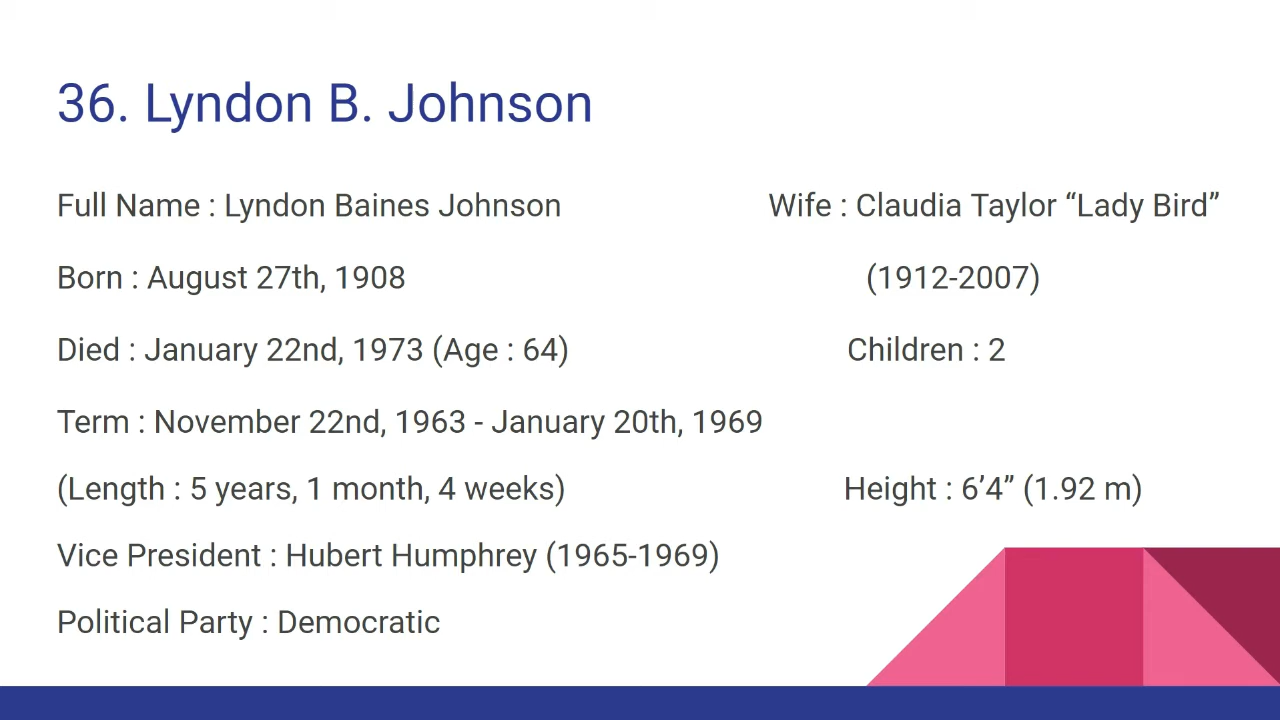 36. Lyndon B. Johnson
Full Name : Lyndon Baines Johnson
Wife : Claudia Taylor “Lady Bird”
Born : August 27th, 1908
(1912-2007)
Died : January 22nd, 1973 (Age : 64)
Children : 2
Term : November 22nd, 1963 - January 20th, 1969
(Length : 5 years, 1 month, 4 weeks)
Height : 6’4” (1.92 m)
Vice President : Hubert Humphrey (1965-1969)
Political Party : Democratic